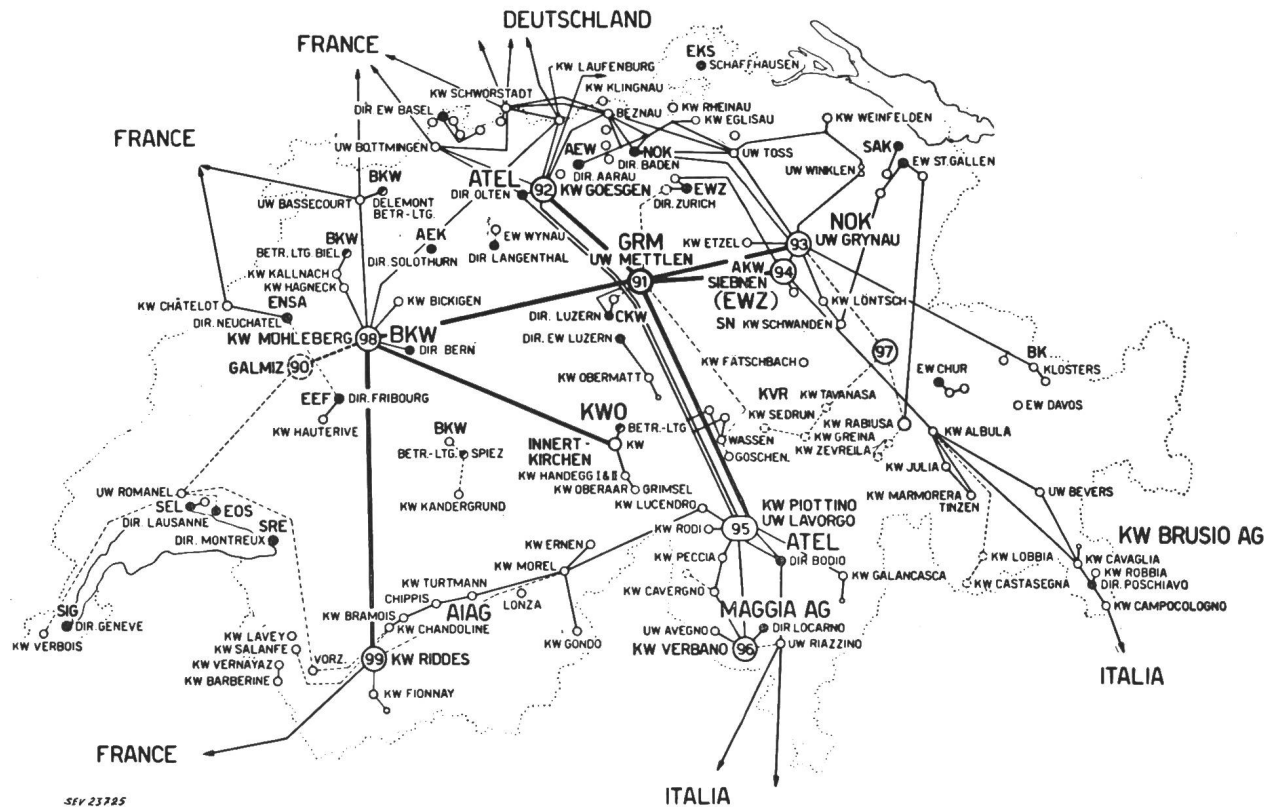 DEUTSCHLAND
FRANCE
EKS
SCHAFFHAUSEN
KW LAUFENBURG
KW KLINGNAU
KW SCHWÖRSTADT
BEZNAU
KW RHEINAU
KW EGLISAU
KW WEINFELDEN
DIR. EW BASEL
FRANCE
UW BOTTMINGEN
AEW
DIR. AARAU
NOK
DIR. BADEN
UW TÖSS
UW WINKLEN
SAK
EW ST.GALLEN
ATEL
DIR. OLTEN
92
KW GOESGEN
EWZ
DIR. ZURICH
BKW
DELEMONT
BETR.-LTG.
UW BASSECOURT
NOK
UW GRYNAU
93
BKW
BETR. LTG. BIEL
AEK
DIR. SOLOTHURN
EW WYNAU
DIR. LANGENTHAL
GRM
UW METTLEN
91
KW ETZEL
AKW
SIEBNEN
(EWZ)
94
KW KALLNACH
KW HAGNECK
KW CHÂTELOT
ENSA
DIR. NEUCHATEL
KW BICKIGEN
DIR. LUZERN
CKW
SN
KW SCHWANDEN
KW LÖNTSCH
KW MÜHLEBERG
98
BKW
DIR BERN
DIR. EW LUZERN
97
GALMIZ
90
KW FÄTSCHBACH
BK
KLOSTERS
EW CHUR
KW OBERMATT
EEF
DIR. FRIBOURG
KVR
KW TAVANASA
EW DAVOS
KW HAUTERIVE
KWO
BETR.-LTG
KW SEDRUN
KW RABIUSA
BKW
BETR.-LTG. SPIEZ
INNERT-
KIRCHEN
KW
WASSEN
GÖSCHEN.
KW GREINA
KW ZEVREILA
KW ALBULA
KW HANDEGG I & II
KW OBERAAR
GRIMSEL
KW JULIA
UW ROMANEL
KW KANDERGRUND
KW LUCENDRO
KW PIOTTINO
UW LAVORGO
KW MARMORERA
TINZEN
UW BEVERS
SEL
DIR. LAUSANNE
EOS
SRE
DIR. MONTREUX
KW RODI
95
ATEL
KW BRUSIO AG
KW ERNEN
KW PECCIA
DIR BODIO
KW LOBBIA
KW CAVAGLIA
KW ROBBIA
DIR. POSCHIAVO
KW MOREL
KW GALANCASCA
KW CASTASEGNA
KW TURTMANN
CHIPPIS
LONZA
KW CAVERGNO
MAGGIA AG
KW CAMPOCOLOGNO
SIG
DIR. GENEVE
KW BRAMOIS
AIAG
KW CHANDOLINE
KW GONDO
UW AVEGNO
DIR LOCARNO
KW VERBOIS
KW LAVEY
KW SALANFE
KW VERNAYAZ
KW BARBERINE
VORZ.
99
KW RIDDES
KW VERBANO
96
UW RIAZZINO
ITALIA
KW FIONNAY
FRANCE
ITALIA
SEV 23725